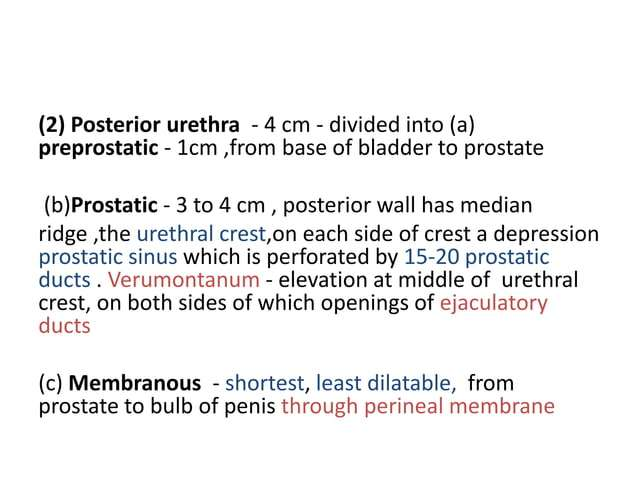 (2) Posterior urethra - 4 cm - divided into (a)
preprostatic - 1cm ,from base of bladder to prostate
(b)Prostatic - 3 to 4 cm , posterior wall has median
ridge ,the urethral crest,on each side of crest a depression
prostatic sinus which is perforated by 15-20 prostatic
ducts . Verumontanum - elevation at middle of urethral
crest, on both sides of which openings of ejaculatory
ducts
(c) Membranous - shortest, least dilatable, from
prostate to bulb of penis through perineal membrane